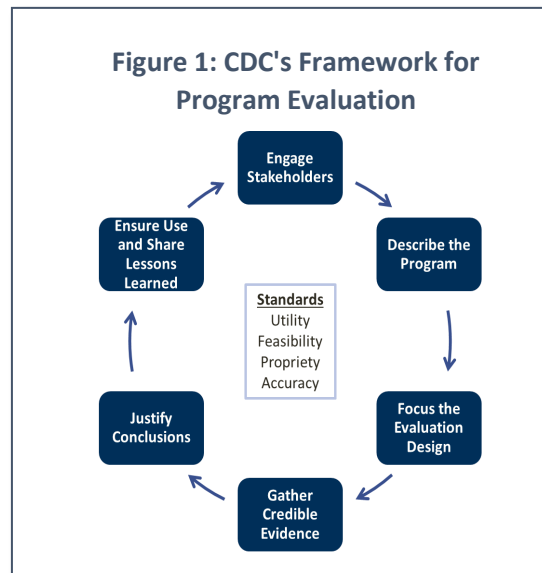 Figure 1: CDC's Framework for
Program Evaluation
Engage
Stakeholders
Describe the
Program
Focus the
Evaluation
Design
Gather
Credible
Evidence
Justify
Conclusions
Ensure Use
and Share
Lessons
Learned
Standards
Utility
Feasibility
Propriety
Accuracy